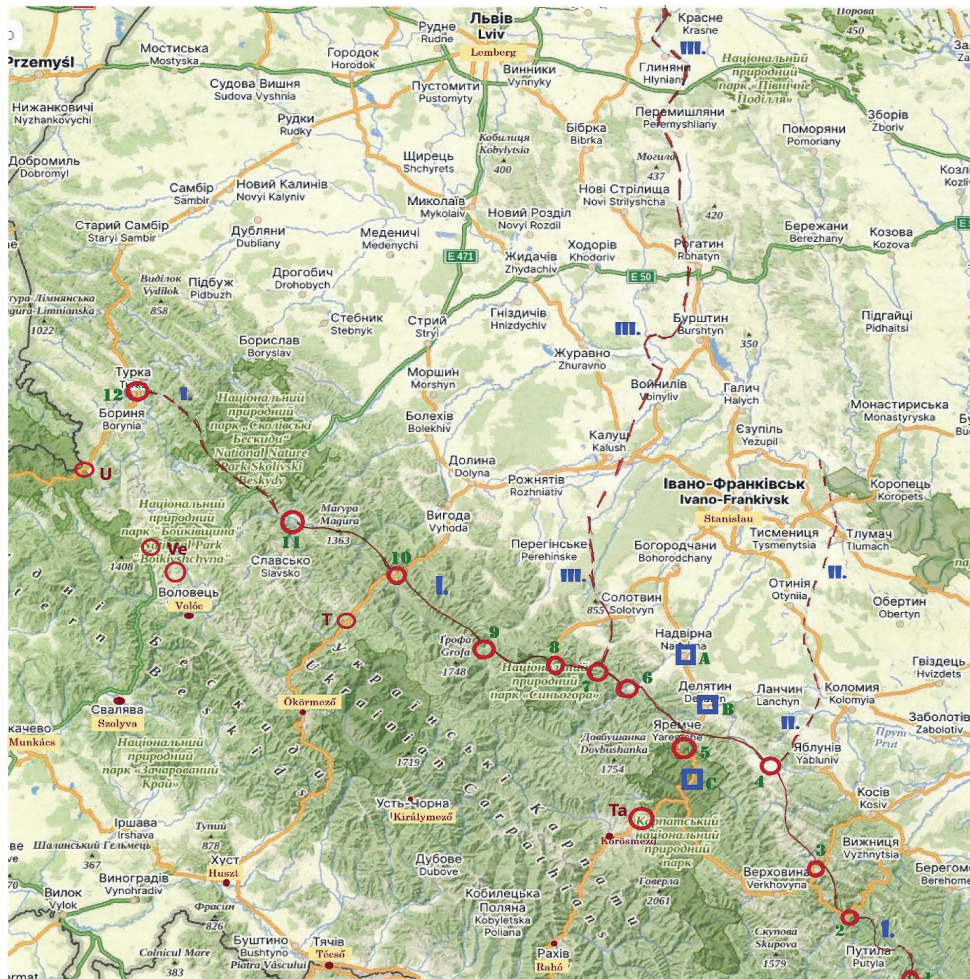 Львів
Lviv
Lemberg
Красне
Krasne
Порова
450
Рудне
Rudne
Мостиська
Mostyska
Городок
Horodok
III.
Глиняни
Hlyniany
Національний
природний
парк «Північне
Поділля»
Przemyśl
Винники
Vynnyky
Судова Вишня
Sudova Vyshnia
Пустомити
Pustomyty
Нижанковичі
Nyzhankovychi
Рудки
Rudky
Перемишляни
Peremyshliany
Зборів
Zboriv
Кобилиця
Kobylytsia
400
Бібрка
Bibrka
Поморяни
Pomoriany
Добромиль
Dobromyl
Щирець
Shchyrets
Могила
437
Самбір
Sambir
Новий Калинів
Novyi Kalyniv
Миколаїв
Mykolaiv
Нові Стрілища
Novi Strilyshcha
Новий Розділ
Novyi Rozdil
420
Старий Самбір
Staryi Sambir
Дубляни
Dubliany
Меденичі
Medenychi
Бережани
Berezhany
Козова
Kozova
Ходорів
Khodoriv
Рогатин
Rohatyn
Жидачів
Zhydachiv
E 471
E 50
Виділок
Vydilok
858
Підбуж
Pidbuzh
Дрогобич
Drohobych
1022
Стебник
Stebnyk
Стрий
Stryi
Гніздичів
Hnizdychiv
III.
Бурштин
Burshtyn
350
Підгайці
Pidhaitsi
Борислав
Boryslav
Журавно
Zhuravno
Турка
12
I.
Моршин
Morshyn
Войнилів
Voinyliv
Галич
Halych
Бориня
Borynia
Національний
природний
парк „Сколівські
Бескиди"
National Nature
Park Skolivski
Beskydy
Болехів
Bolekhiv
Монастириська
Monastyryska
Калуш
Kalush
Єзупіль
Yezupil
U
Долина
Dolyna
Рожнятів
Rozhniativ
Івано-Франківськ
Ivano-Frankivsk
Stanislau
Коропець
Koropets
Національний
природний
парк "Бойківщина"
Маґура
Magura
1363
11
Вигода
Vyhoda
Тисмениця
Tysmenytsia
Тлумач
Tlumach
1408
Ve
Славсько
Slavsko
Перегінське
Perehinske
Богородчани
Bohorodchany
Воловець
Volóc
10
I.
III.
II.
Отинія
Otyniia
855
Солотвин
Solotvyn
Обертин
Obertyn
T
Ґрофа
Grofa
1748
9
8
Надвірна
A
Гвіздець
Hvizdets
Національний
природний
парк «Синьогора»
7
6
Делятин
B
Ланчин
Lanchyn
Коломия
Kolomyia
Ökörmező
Свалява
Szolyva
Munkács
Заболотів
Zabolotiv
II.
Прут
Prut
Яремче
Довбушанка
Dovbushanka
1754
5
4
Яблунів
Yabluniv
Національний
природний
парк «Зачарований
Край»
1719
C
Усть-Чорна
Királymező
Косів
Kosiv
Іршава
Irshava
Тупий
878
Ta
Карпатський
національний
природний
парк
Kőrösmező
3
Вижниця
Vyzhnytsia
367
Хуст
Huszt
Дубове
Dubove
Верховина
Verkhovyna
Виноградів
Vynohradiv
Вилок
Vylok
Говерла
2061
Фрасин
826
Кобилецька
Поляна
Kobyletska
Poliana
2
I.
Скупова
Skupova
1579
Путила
Putyla
Буштино
Bushtyno
Тячів
Técső
Piatra Văscului
Colnicul Mare
383
Рахів
Rahó